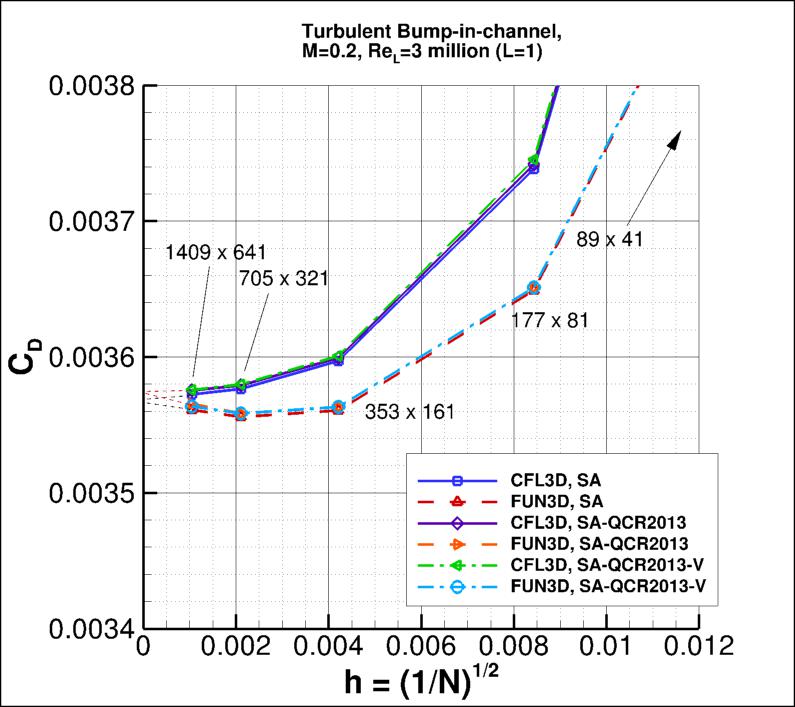 Turbulent Bump-in-channel,
M=0.2, ReL=3 million (L=1)
0.0038
0.0037
0.0036
0.0035
0.0034
CD
1409 x 641
705 x 321
353 x 161
177 x 81
89 x 41
CFL3D, SA
FUN3D, SA
CFL3D, SA-QCR2013
FUN3D, SA-QCR2013
CFL3D, SA-QCR2013-V
FUN3D, SA-QCR2013-V
0 0.002 0.004 0.006 0.008 0.01 0.012
h = (1/N)1/2